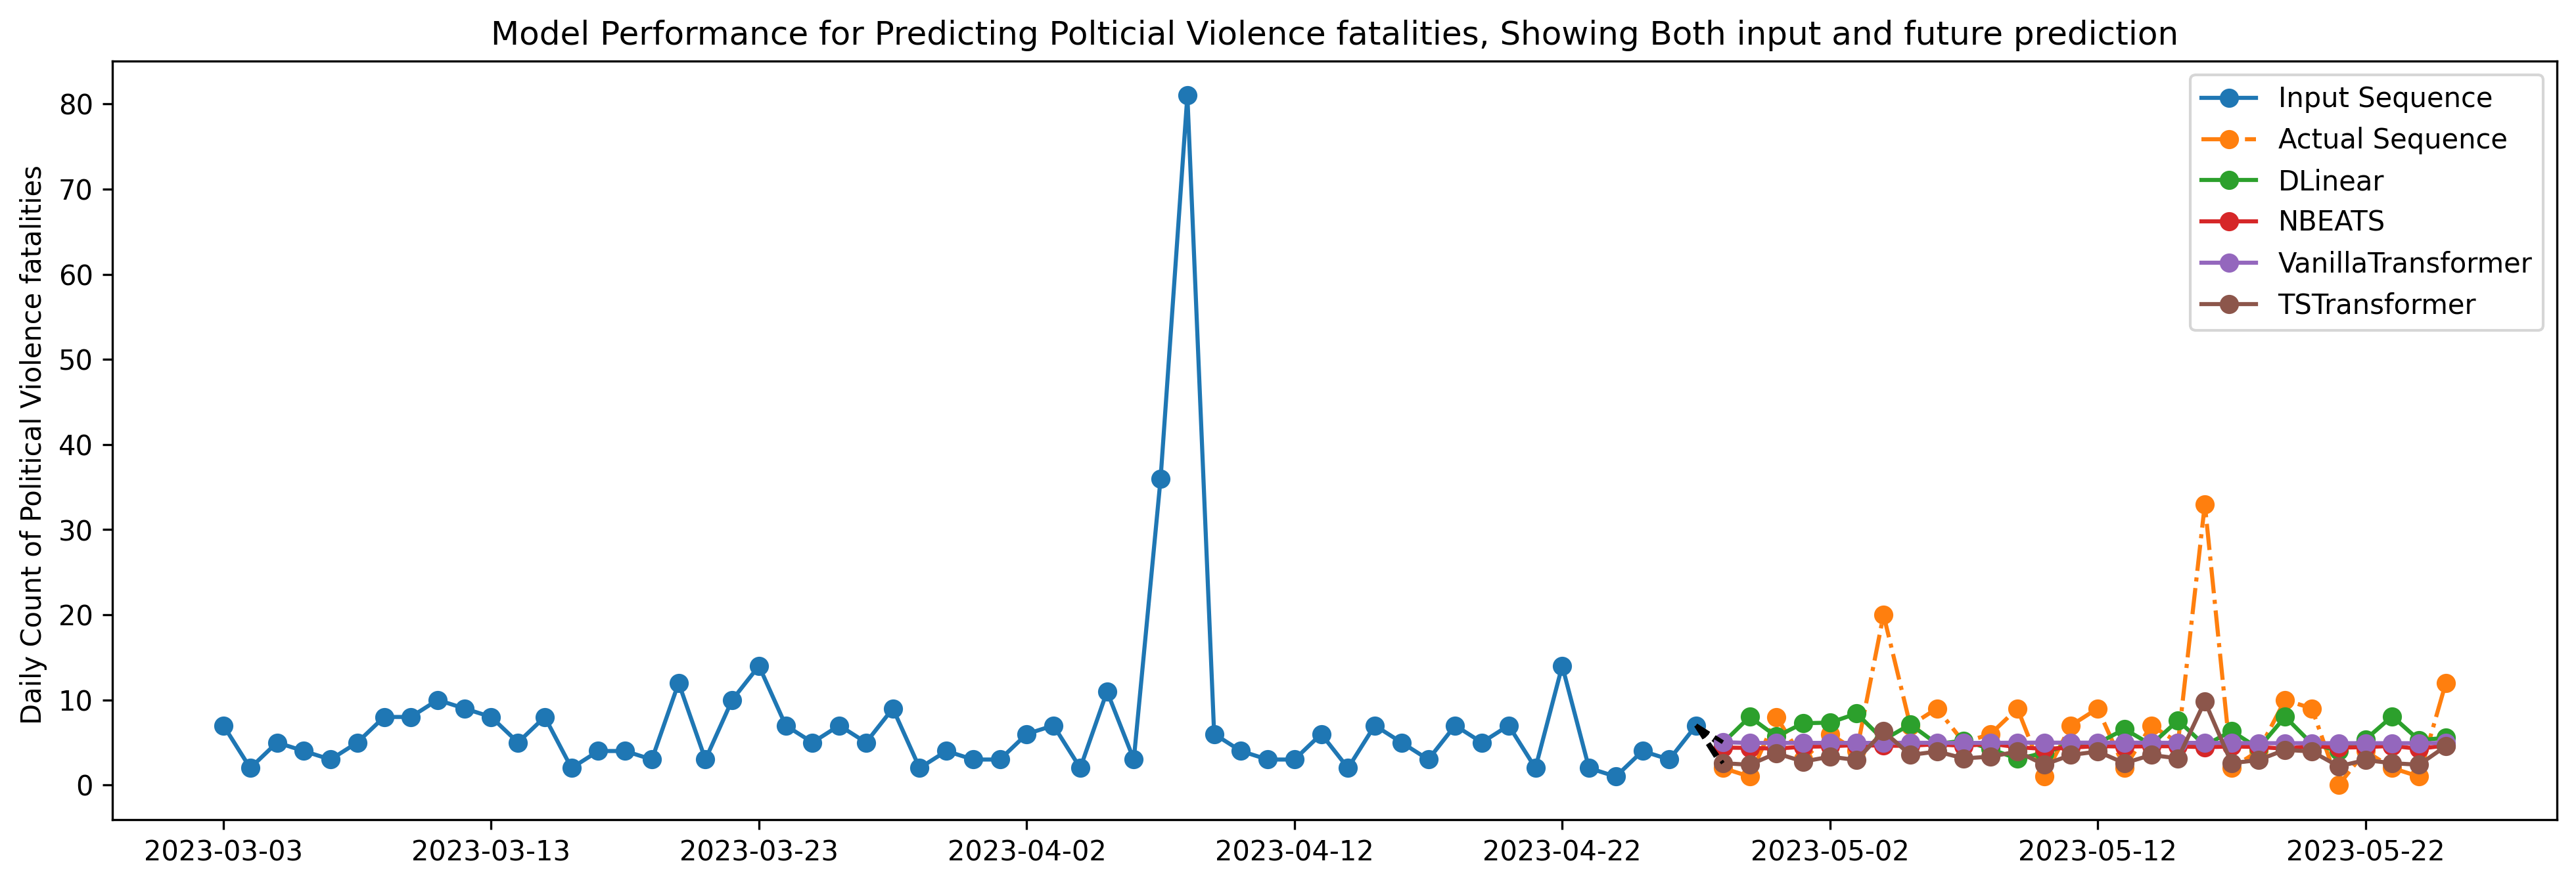 Model Performance for Predicting Polticial Violence fatalities, Showing Both input and future prediction
Daily Count of Political Violence fatalities
80
70
60
50
40
30
20
10
0
Input Sequence
Actual Sequence
DLinear
NBEATS
VanillaTransformer
TSTransformer
2023-03-03 2023-03-13 2023-03-23 2023-04-02 2023-04-12 2023-04-22 2023-05-02 2023-05-12 2023-05-22